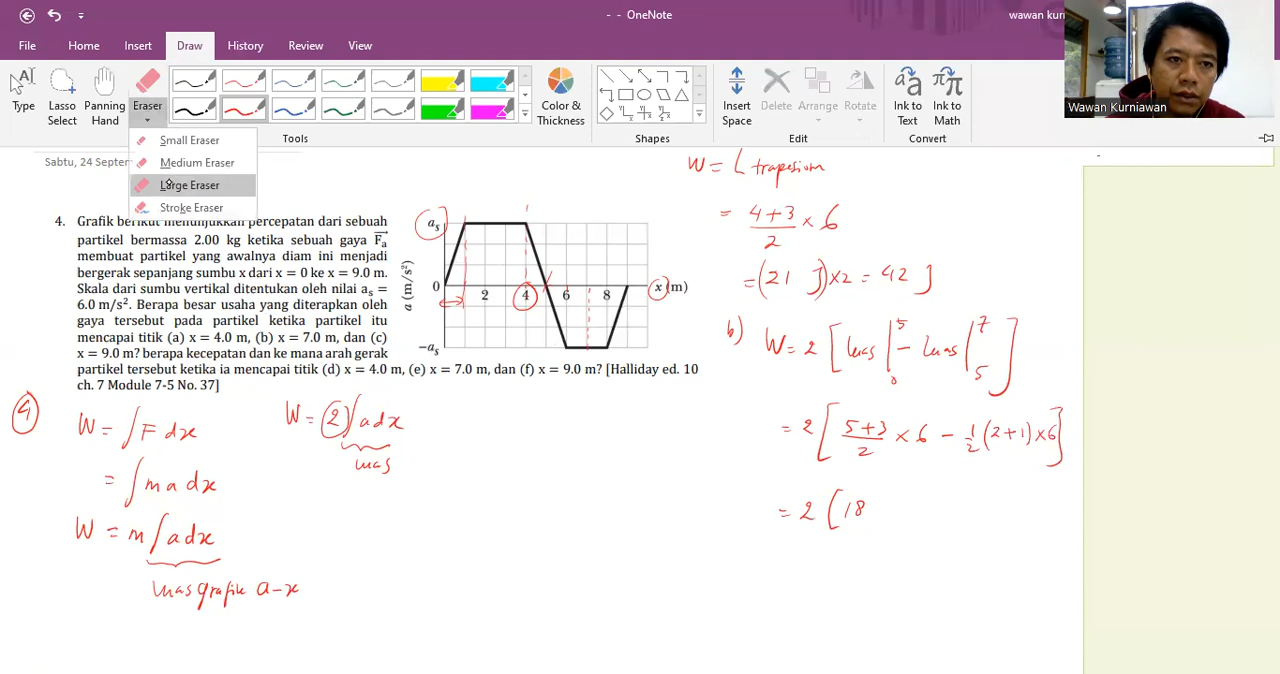 - - OneNote
wawan kurn
File Home Insert Draw History Review View
Type
Lasso Select
Panning Hand
Eraser
Color & Thickness
Insert Space
Delete
Arrange
Rotate
Ink to Text
Ink to Math
Tools
Shapes
Edit
Convert
Small Eraser
Medium Eraser
Large Eraser
Stroke Eraser
Wawan Kurniawan
Sabtu, 24 Septem
4. Grafik berikut menunjukkan percepatan dari sebuah
partikel bermassa 2.00 kg ketika sebuah gaya F⃗a
membuat partikel yang awalnya diam ini menjadi
bergerak sepanjang sumbu x dari x = 0 ke x = 9.0 m.
Skala dari sumbu vertikal ditentukan oleh nilai as =
6.0 m/s². Berapa besar usaha yang diterapkan oleh
gaya tersebut pada partikel ketika partikel itu
mencapai titik (a) x = 4.0 m, (b) x = 7.0 m, dan (c)
x = 9.0 m? berapa kecepatan dan ke mana arah gerak
partikel tersebut ketika ia mencapai titik (d) x = 4.0 m, (e) x = 7.0 m, dan (f) x = 9.0 m? [Halliday ed. 10
ch. 7 Module 7-5 No. 37]
as
a (m/s²)
0 2 4 6 8 x (m)
−as
4
W = ∫ F dx
= ∫ m a dx
W = m ∫ a dx
luas grafik a-x
W = 2 ∫ a dx
luas
W = L trapesium
= 4+3/2 × 6
= (21 J) × 2 = 42 J
b) W = 2 [ luas |₀⁵ − luas |₅⁷ ]
= 2 [ 5+3/2 × 6 − 1/2 (2+1) × 6 ]
= 2 ( 18